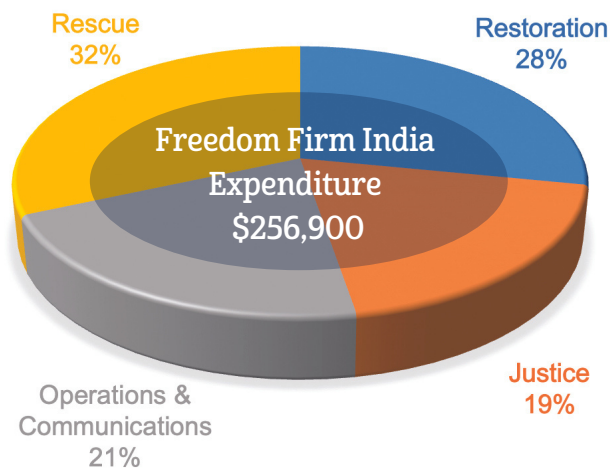 Rescue
32%
Restoration
28%
Freedom Firm India
Expenditure
$256,900
Justice
19%
Operations &
Communications
21%